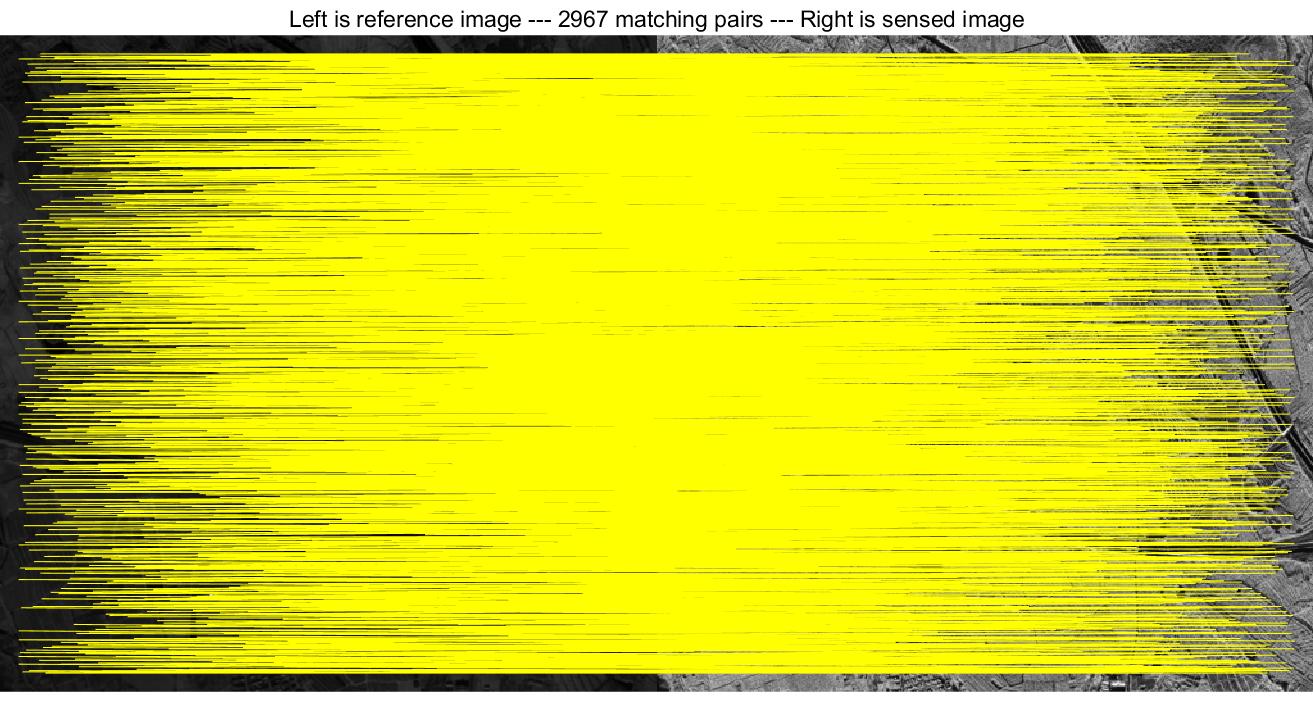 Left is reference image --- 2967 matching pairs --- Right is sensed image